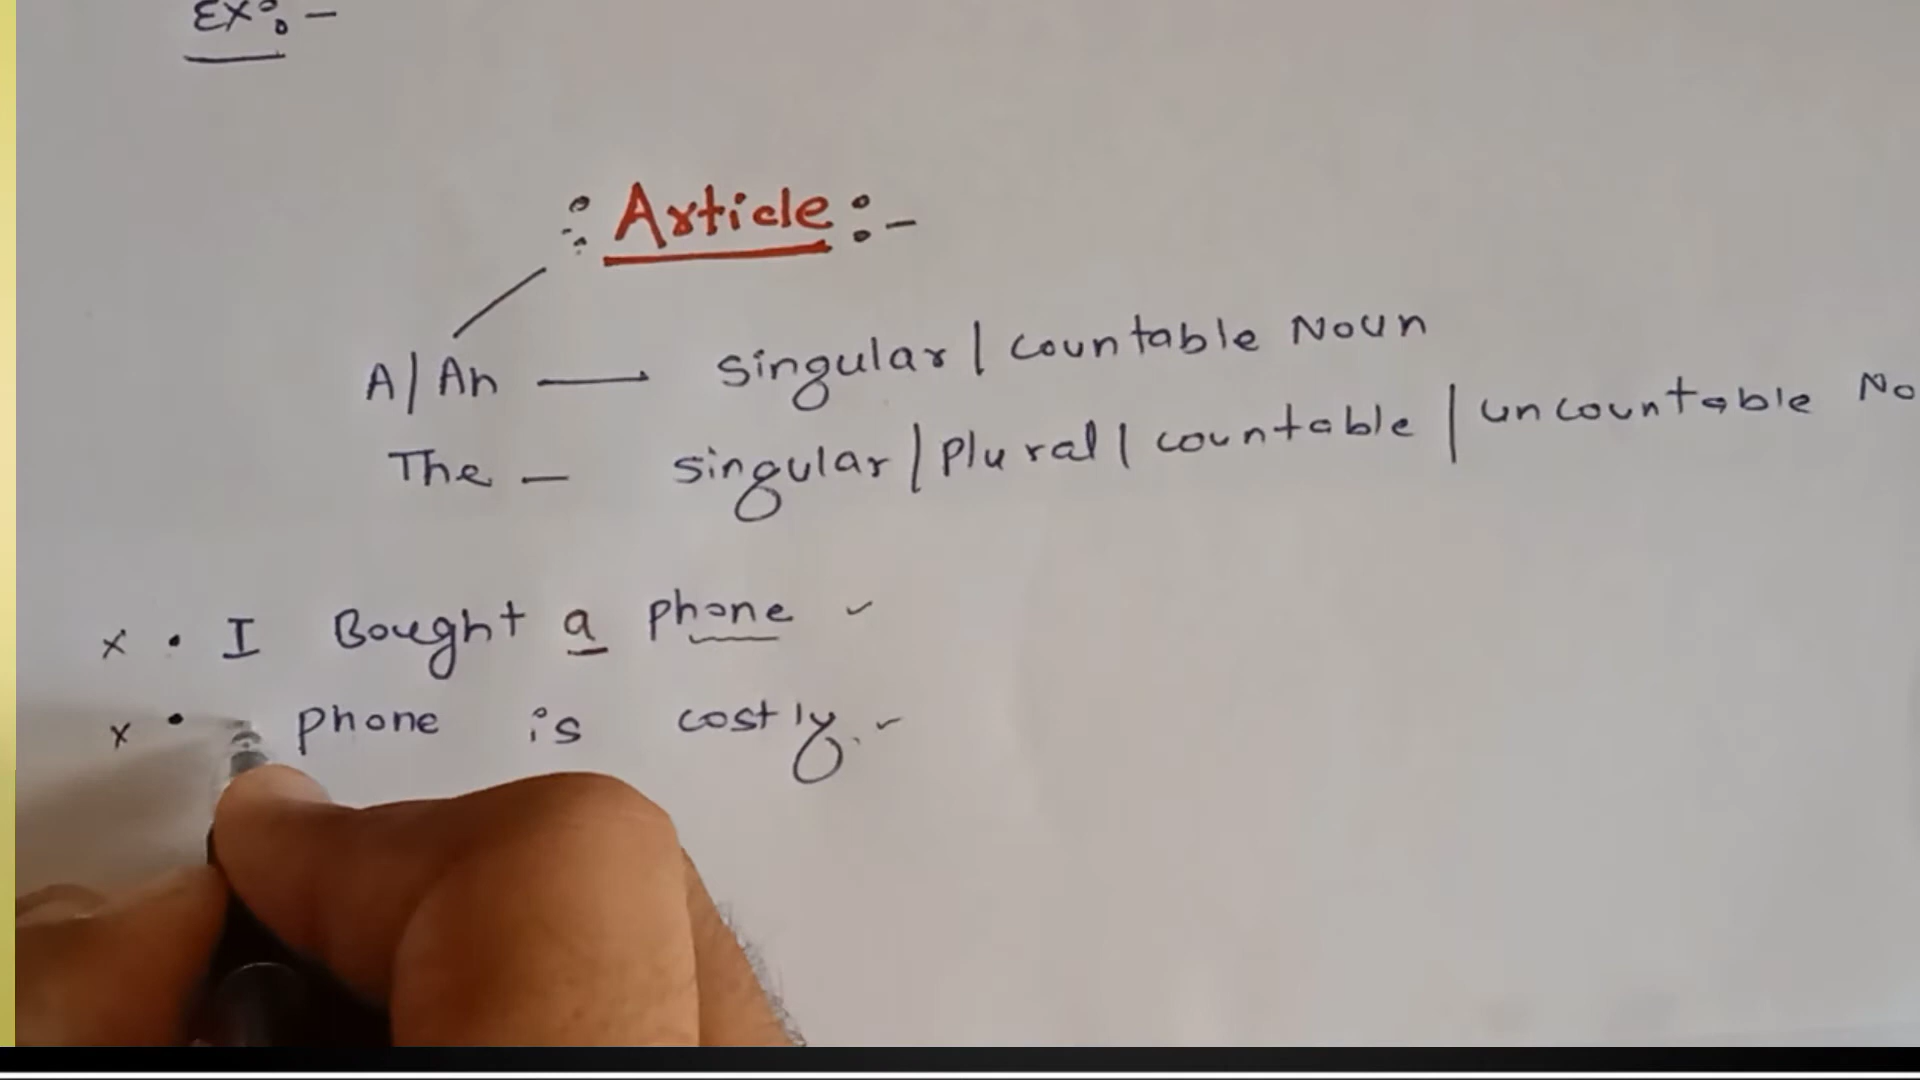 Ex:-
: Article :-
A/An — singular/countable Noun
The — singular/Plural/countable/uncountable No
x • I Bought a phone ✓
x • phone is costly. ✓